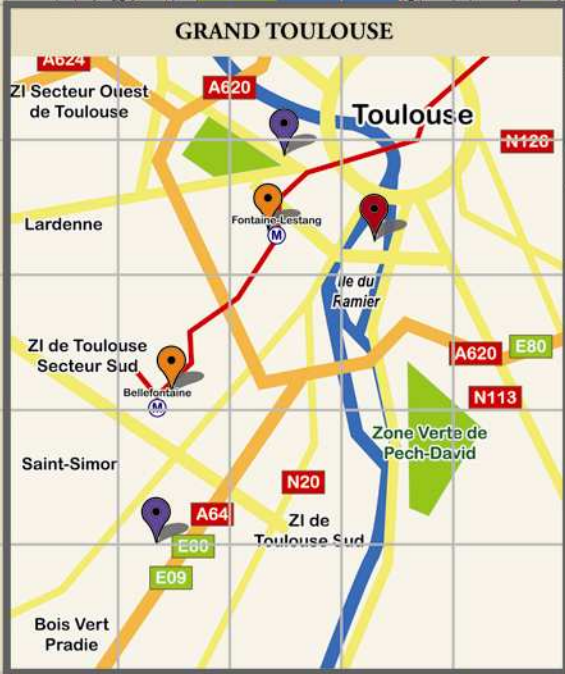 GRAND TOULOUSE
A624
ZI Secteur Ouest
de Toulouse
A620
Toulouse
N126
Lardenne
Fontaine-Lestang
M
Ile du
Ramier
ZI de Toulouse
Secteur Sud
A620
E80
Bellefontaine
M
N113
Zone Verte de
Pech-David
Saint-Simor
N20
A64
ZI de
Toulouse Sud
E80
E09
Bois Vert
Pradie